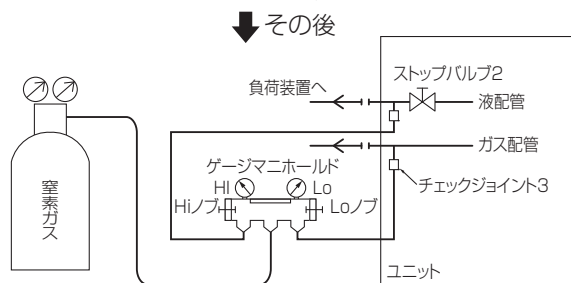 その後
ストップバルブ2
負荷装置へ
液配管
ガス配管
ゲージマニホールド
HI
Lo
チェックジョイント3
Hiノブ
Loノブ
窒素ガス
ユニット